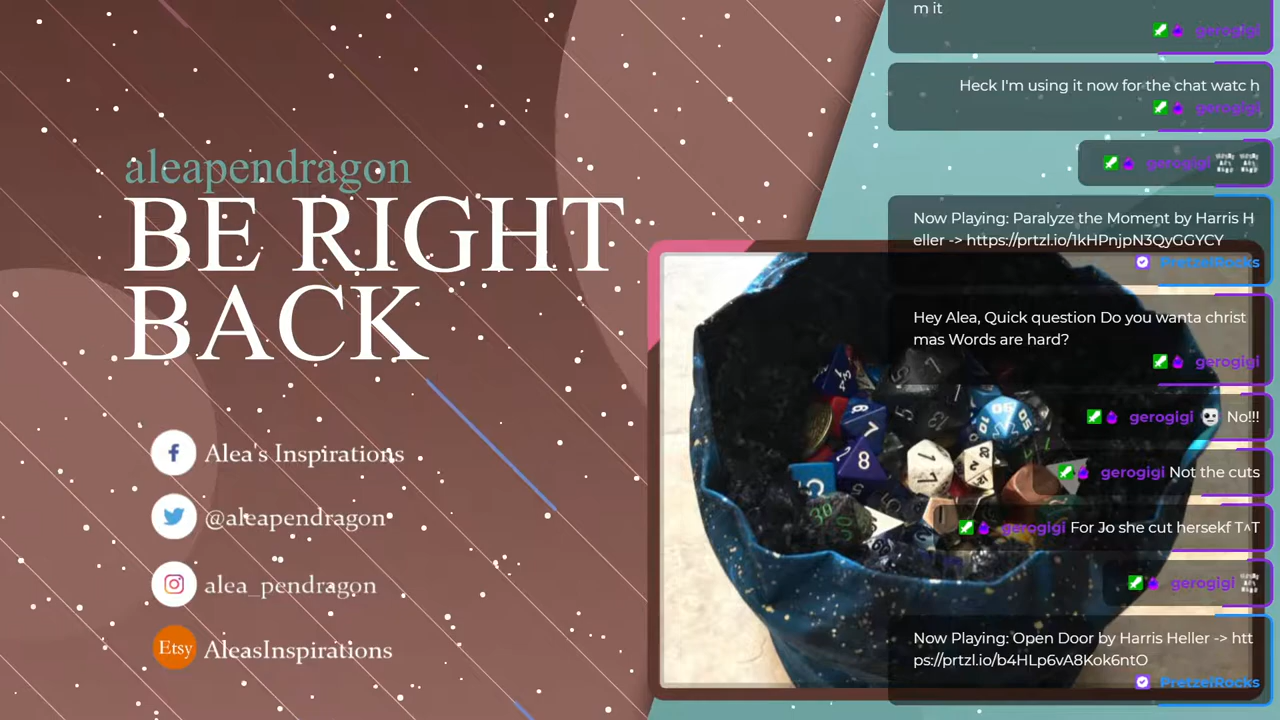 aleapendragon
BE RIGHT
BACK
Alea's Inspirations
@aleapendragon
alea_pendragon
Etsy
AleasInspirations
m it
gerogigi
Heck I'm using it now for the chat watc h
gerogigi
gerogigi
Now Playing: Paralyze the Moment by Harris H
eller -> https://prtzl.io/1kHPnjpN3QyGGYCY
PretzelRocks
Hey Alea, Quick question Do you wanta christ
mas Words are hard?
gerogigi
gerogigi No!!!
gerogigi Not the cuts
gerogigi For Jo she cut hersekf T^T
gerogigi
Now Playing: Open Door by Harris Heller -> htt
ps://prtzl.io/b4HLp6vA8Kok6ntO
PretzelRocks